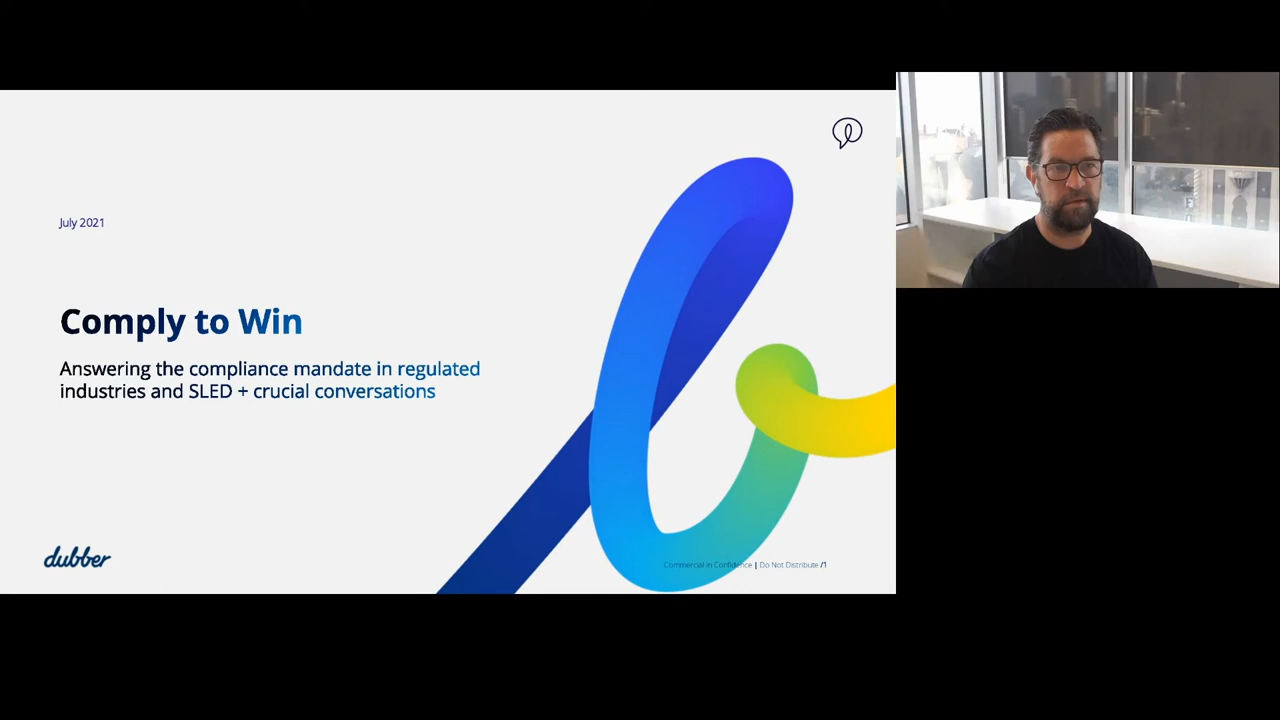 July 2021
Comply to Win
Answering the compliance mandate in regulated
industries and SLED + crucial conversations
dubber
Commercial in Confidence | Do Not Distribute /1